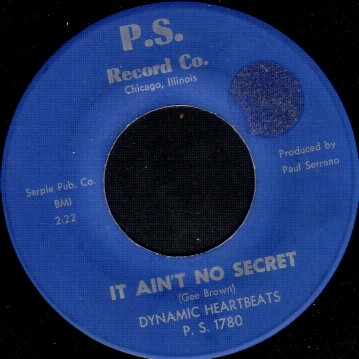 P.S.
Record Co.
Chicago, Illinois
Produced by
Paul Serrano
Serple Pub. Co.
BMI
2:22
IT AIN'T NO SECRET
(Gee Brown)
DYNAMIC HEARTBEATS
P. S. 1780